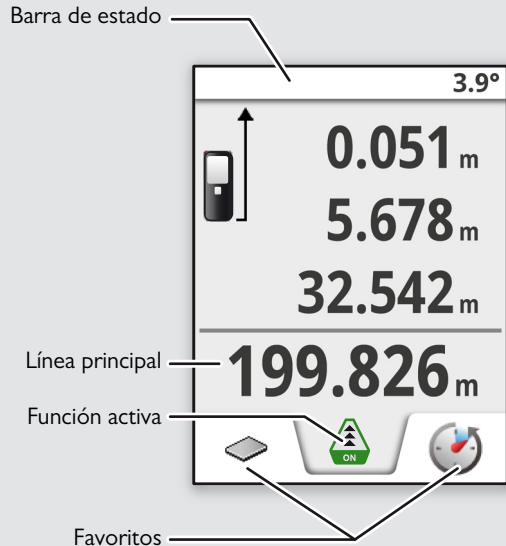 Barra de estado
3.9°
0.051 m
5.678 m
32.542 m
Línea principal
199.826 m
Función activa
ON
Favoritos